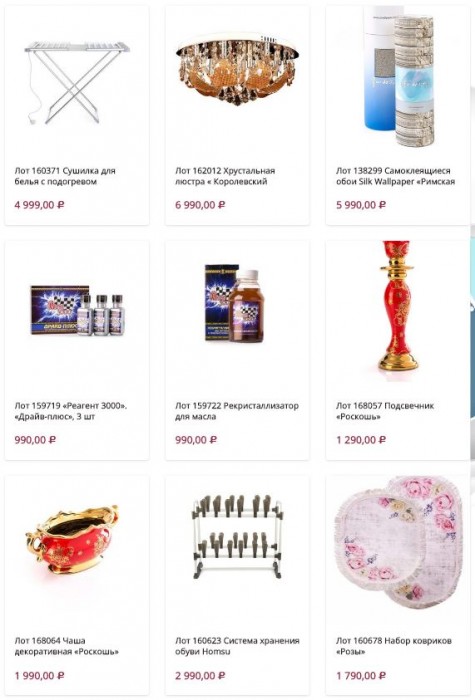 Лот 160371 Сушилка для
белья с подогревом
4 999,00 ₽
Лот 162012 Хрустальная
люстра « Королевский
6 990,00 ₽
Лот 138299 Самоклеящиеся
обои Silk Wallpaper «Римская
5 990,00 ₽
Лот 159719 «Реагент 3000».
«Драйв-плюс», 3 шт
990,00 ₽
Лот 159722 Рекристаллизатор
для масла
990,00 ₽
Лот 168057 Подсвечник
«Роскошь»
1 290,00 ₽
Лот 168064 Чаша
декоративная «Роскошь»
1 990,00 ₽
Лот 160623 Система хранения
обуви Homsu
2 990,00 ₽
Лот 160678 Набор ковриков
«Розы»
1 790,00 ₽